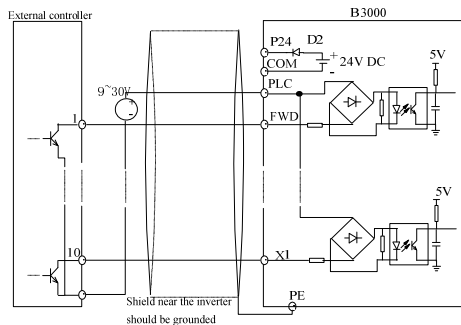 External controller
B3000
P24
D2
5V
COM
+
24V DC
-
PLC
9~30V
+
-
1
FWD
5V
10
X1
PE
Shield near the inverter
should be grounded